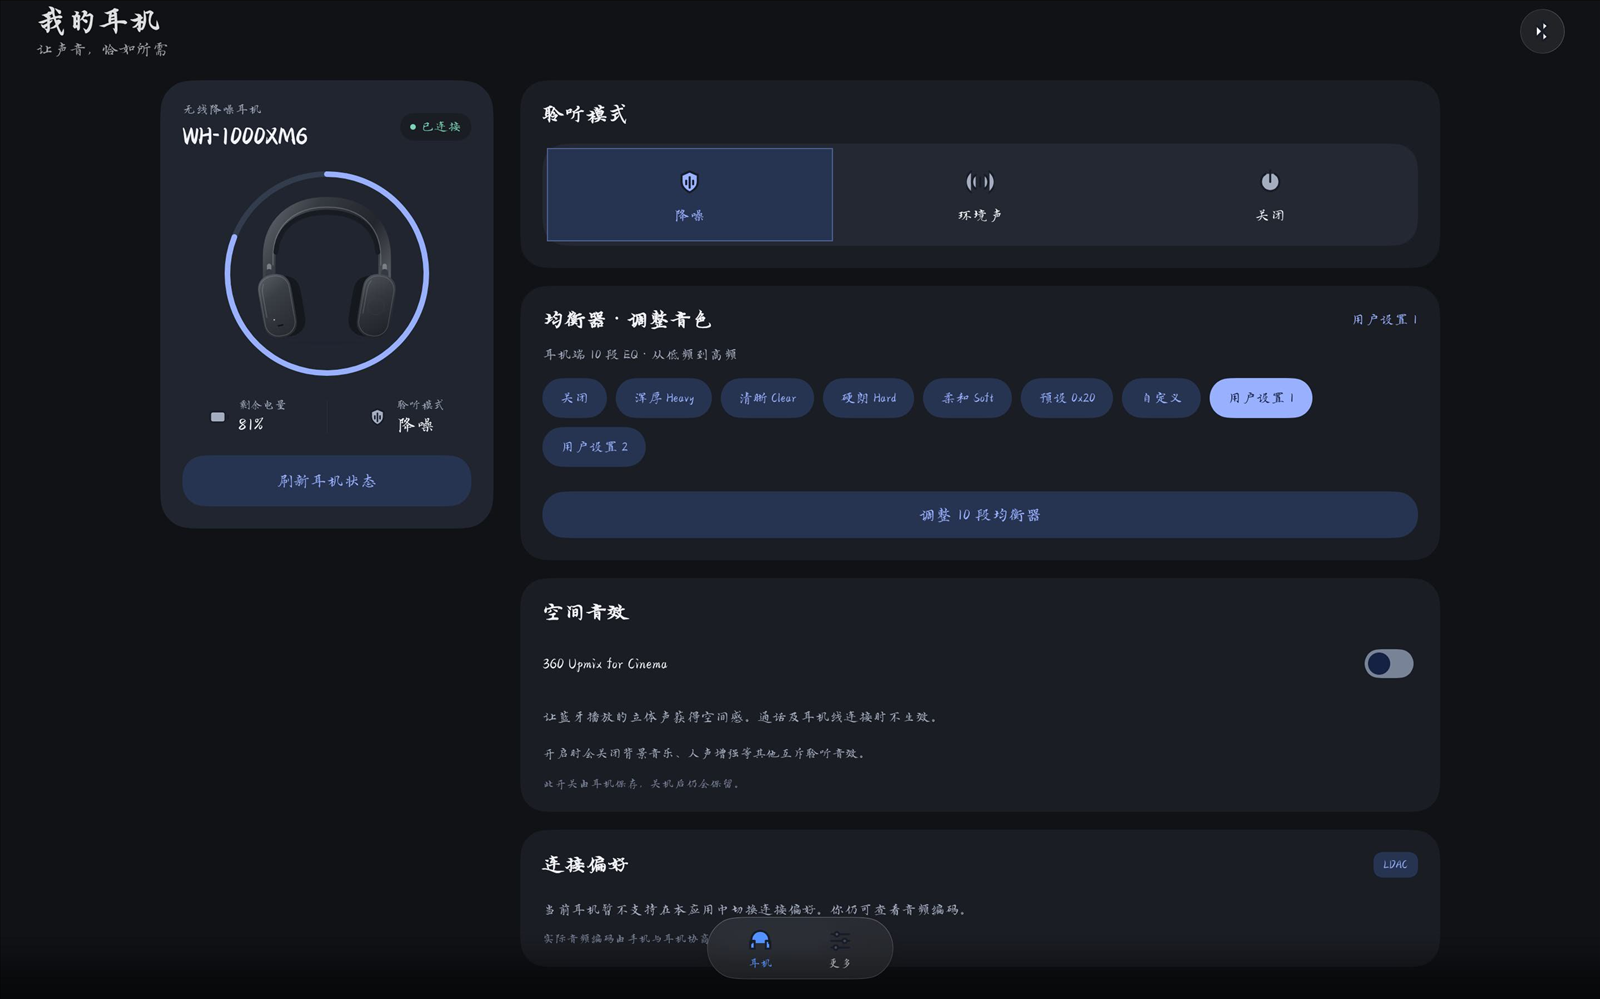 我的耳机
让声音，恰如所需
无线降噪耳机
WH-1000XM6
已连接
剩余电量
81%
聆听模式
降噪
刷新耳机状态
聆听模式
降噪
环境声
关闭
均衡器 · 调整音色
用户设置 1
耳机端 10 段 EQ · 从低频到高频
关闭
浑厚 Heavy
清晰 Clear
硬朗 Hard
柔和 Soft
预设 0x20
自定义
用户设置 1
用户设置 2
调整 10 段均衡器
空间音效
360 Upmix for Cinema
让蓝牙播放的立体声获得空间感。通话及耳机线连接时不生效。
开启时会关闭背景音乐、人声增强等其他互斥聆听音效。
此开关由耳机保存，关机后仍会保留。
连接偏好
LDAC
当前耳机暂不支持在本应用中切换连接偏好。你仍可查看音频编码。
实际音频编码由手机与耳机协商
耳机
更多